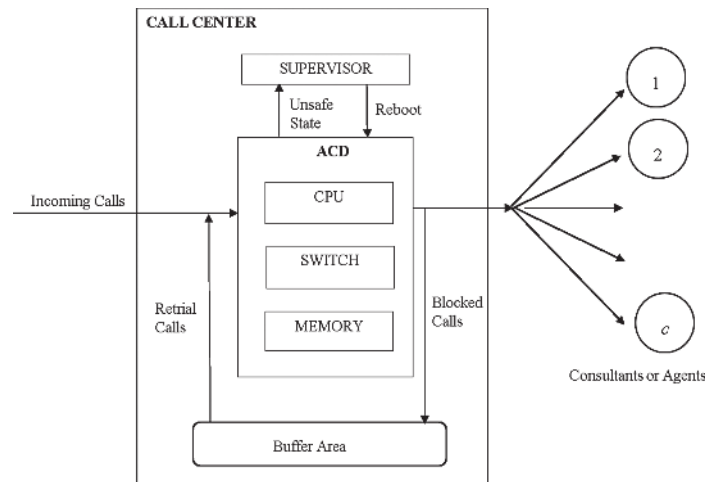 CALL CENTER
SUPERVISOR
Unsafe
State
Reboot
ACD
CPU
SWITCH
MEMORY
Incoming Calls
Retrial
Calls
Blocked
Calls
Buffer Area
1
2
c
Consultants or Agents